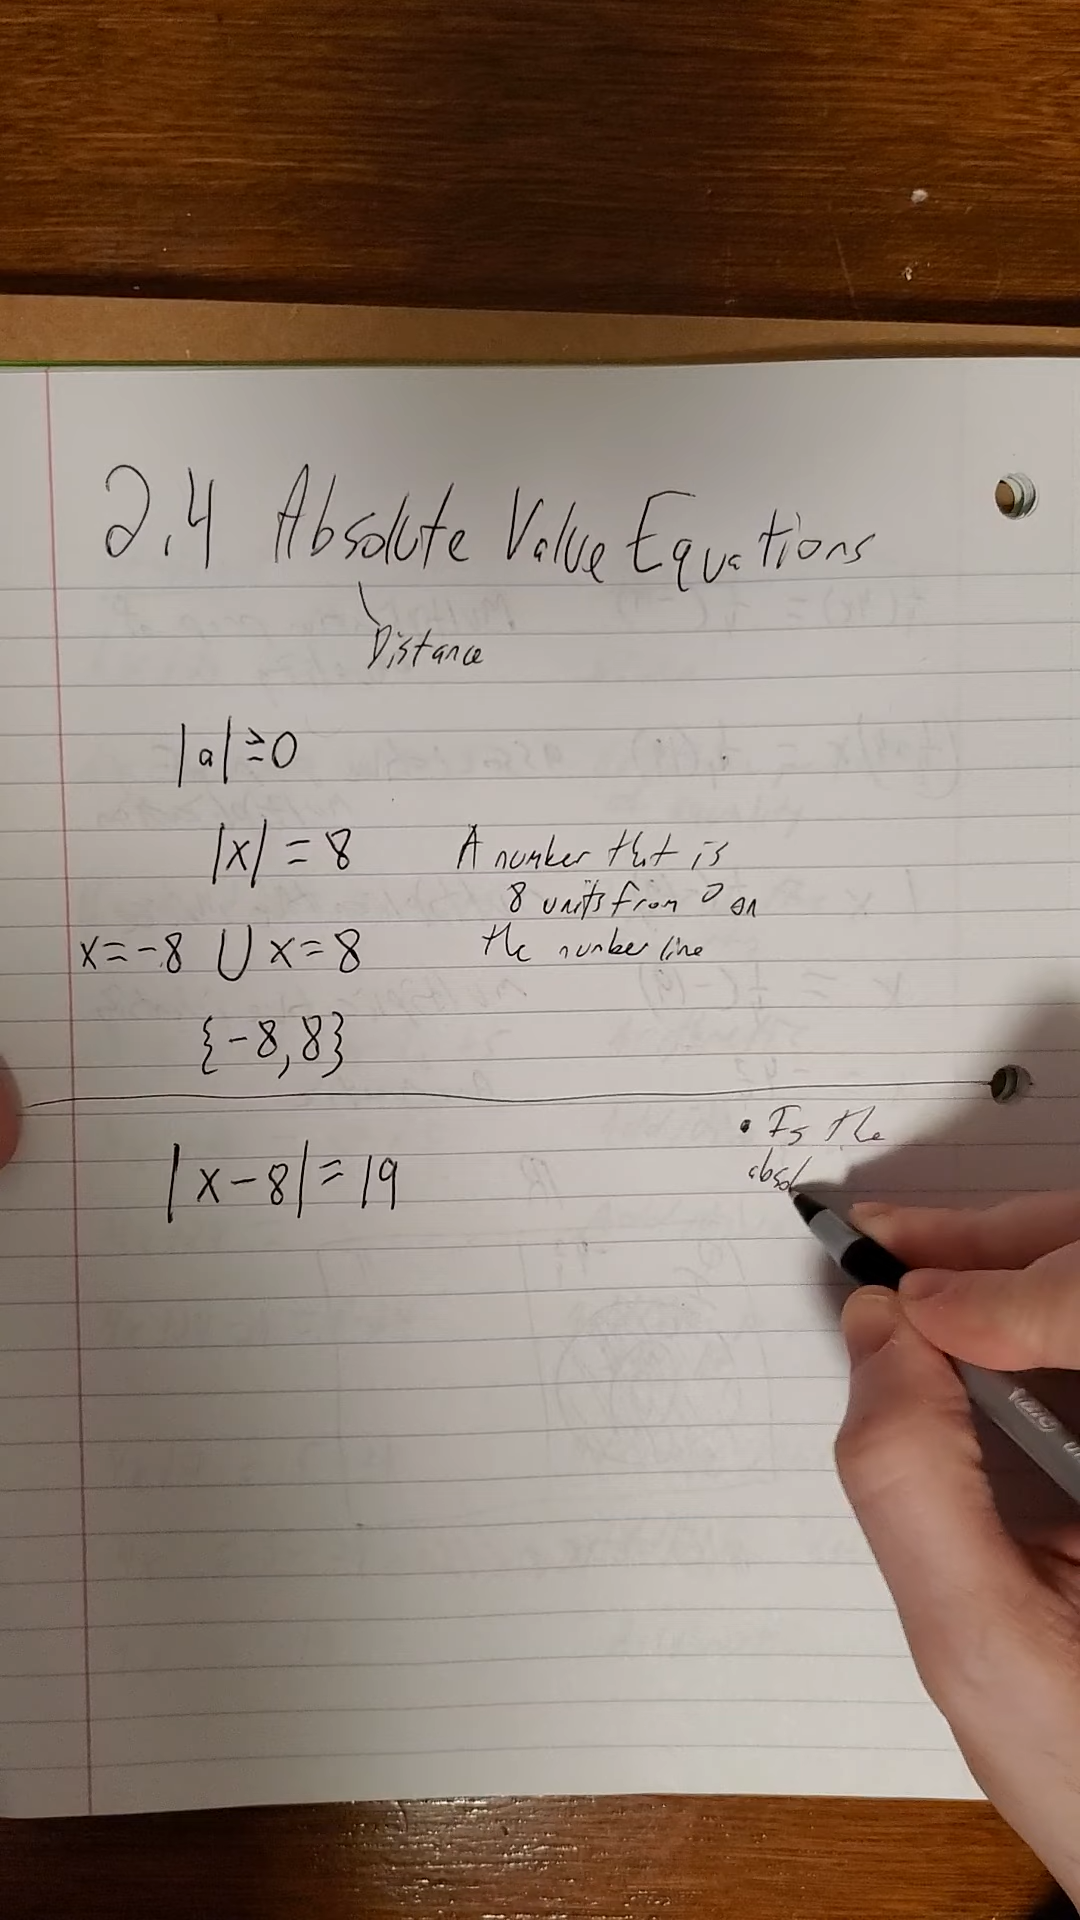 2.4 Absolute Value Equations
Distance
|a| ≥ 0
|x| = 8
A number that is
8 units from 0 on
the number line
x = -8 ∪ x = 8
{-8, 8}
|x - 8| = 19
• Is the
absol